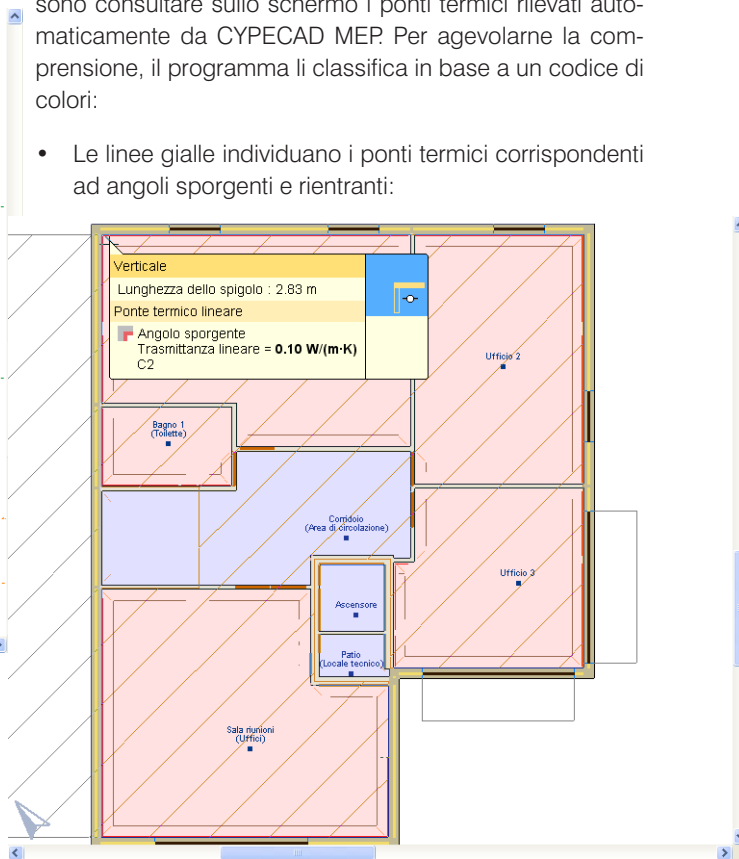 sono consultare sullo schermo i ponti termici rilevati auto-
maticamente da CYPECAD MEP. Per agevolarne la com-
prensione, il programma li classifica in base a un codice di
colori:
• Le linee gialle individuano i ponti termici corrispondenti
ad angoli sporgenti e rientranti:
Verticale
Lunghezza dello spigolo : 2.83 m
Ponte termico lineare
Angolo sporgente
Trasmittanza lineare = 0.10 W/(m·K)
C2
Ufficio 2
Bagno 1
(Toilette)
Corridoio
(Area di circolazione)
Ufficio 3
Ascensore
Patio
(Locale tecnico)
Sala riunioni
(Uffici)